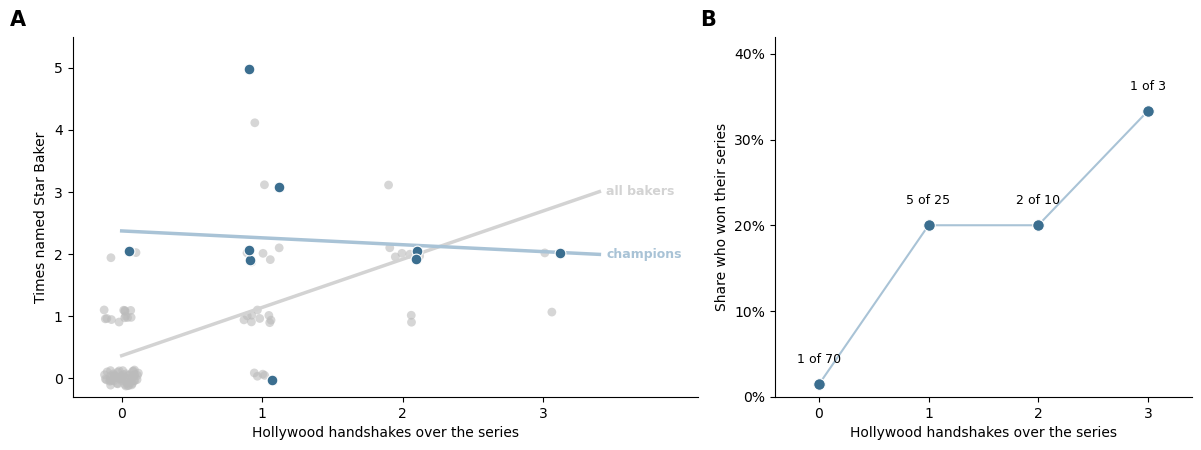 A
Times named Star Baker
5
4
3
2
1
0
all bakers
champions
0
1
2
3
Hollywood handshakes over the series
B
Share who won their series
40%
30%
20%
10%
0%
1 of 70
5 of 25
2 of 10
1 of 3
0
1
2
3
Hollywood handshakes over the series